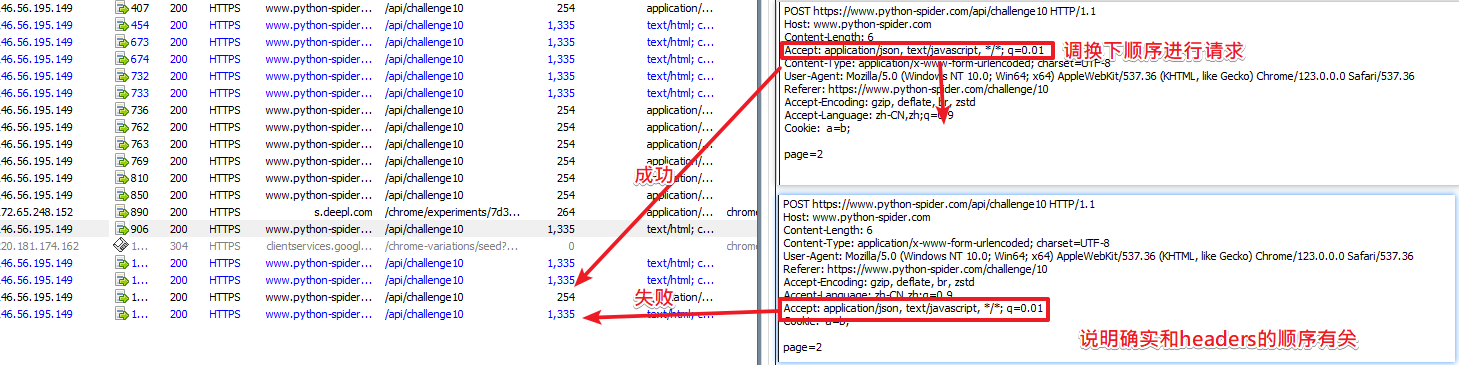 .46.56.195.149 407 200 HTTPS www.python-spider.... /api/challenge10 254 application/...
.46.56.195.149 454 200 HTTPS www.python-spider.... /api/challenge10 1,335 text/html; c...
.46.56.195.149 673 200 HTTPS www.python-spider.... /api/challenge10 1,335 text/html; c...
.46.56.195.149 674 200 HTTPS www.python-spider.... /api/challenge10 1,335 text/html; c...
.46.56.195.149 732 200 HTTPS www.python-spider.... /api/challenge10 1,335 text/html; c...
.46.56.195.149 733 200 HTTPS www.python-spider.... /api/challenge10 1,335 text/html; c...
.46.56.195.149 736 200 HTTPS www.python-spider.... /api/challenge10 254 application/...
.46.56.195.149 762 200 HTTPS www.python-spider.... /api/challenge10 254 application/...
.46.56.195.149 763 200 HTTPS www.python-spider.... /api/challenge10 254 application/...
.46.56.195.149 769 200 HTTPS www.python-spider.... /api/challenge10 254 application/...
.46.56.195.149 810 200 HTTPS www.python-spider.... /api/challenge10 254 application/...
.46.56.195.149 850 200 HTTPS www.python-spider.... /api/challenge10 254 application/...
.72.65.248.152 890 200 HTTPS s.deepl.com /chrome/experiments/7d3... 264 application/... chrome
.46.56.195.149 906 200 HTTPS www.python-spider.... /api/challenge10 1,335 text/html; c...
220.181.174.162 1... 304 HTTPS clientservices.googl... /chrome-variations/seed?... 0 chrome
.46.56.195.149 1... 200 HTTPS www.python-spider.... /api/challenge10 1,335 text/html; c...
.46.56.195.149 1... 200 HTTPS www.python-spider.... /api/challenge10 1,335 text/html; c...
.46.56.195.149 1... 200 HTTPS www.python-spider.... /api/challenge10 254 application/...
.46.56.195.149 1... 200 HTTPS www.python-spider.... /api/challenge10 1,335 text/html; c...
成功
失败
POST https://www.python-spider.com/api/challenge10 HTTP/1.1
Host: www.python-spider.com
Content-Length: 6
Accept: application/json, text/javascript, */*; q=0.01
调换下顺序进行请求
Content-Type: application/x-www-form-urlencoded; charset=UTF-8
User-Agent: Mozilla/5.0 (Windows NT 10.0; Win64; x64) AppleWebKit/537.36 (KHTML, like Gecko) Chrome/123.0.0.0 Safari/537.36
Referer: https://www.python-spider.com/challenge/10
Accept-Encoding: gzip, deflate, br, zstd
Accept-Language: zh-CN,zh;q=0.9
Cookie: a=b;
page=2
POST https://www.python-spider.com/api/challenge10 HTTP/1.1
Host: www.python-spider.com
Content-Length: 6
Content-Type: application/x-www-form-urlencoded; charset=UTF-8
User-Agent: Mozilla/5.0 (Windows NT 10.0; Win64; x64) AppleWebKit/537.36 (KHTML, like Gecko) Chrome/123.0.0.0 Safari/537.36
Referer: https://www.python-spider.com/challenge/10
Accept-Encoding: gzip, deflate, br, zstd
Accept-Language: zh-CN,zh;q=0.9
Accept: application/json, text/javascript, */*; q=0.01
Cookie: a=b;
说明确实和headers的顺序有关
page=2